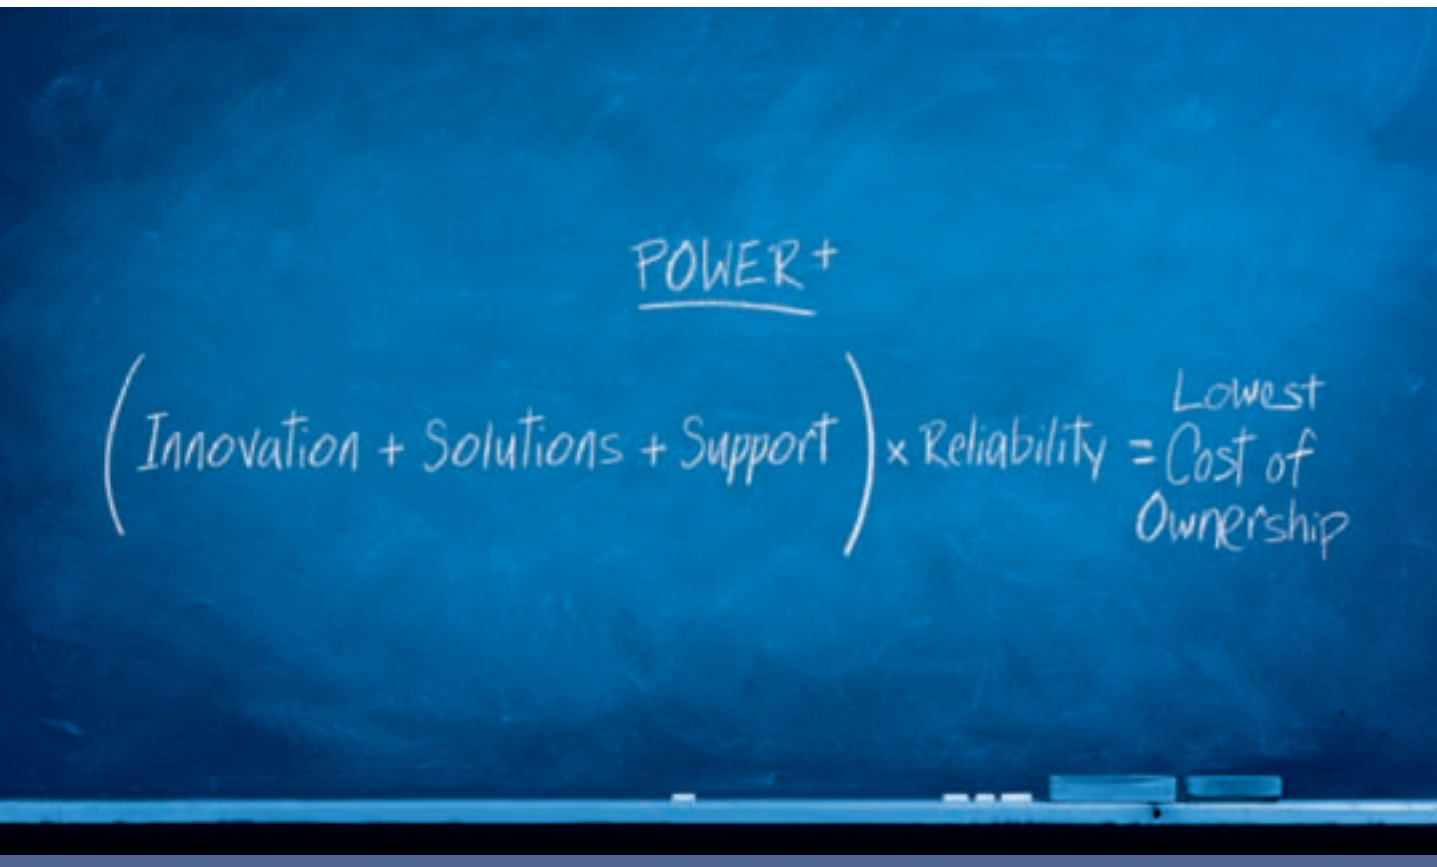 POWER+
(Innovation + Solutions + Support) x Reliability = Lowest Cost of Ownership